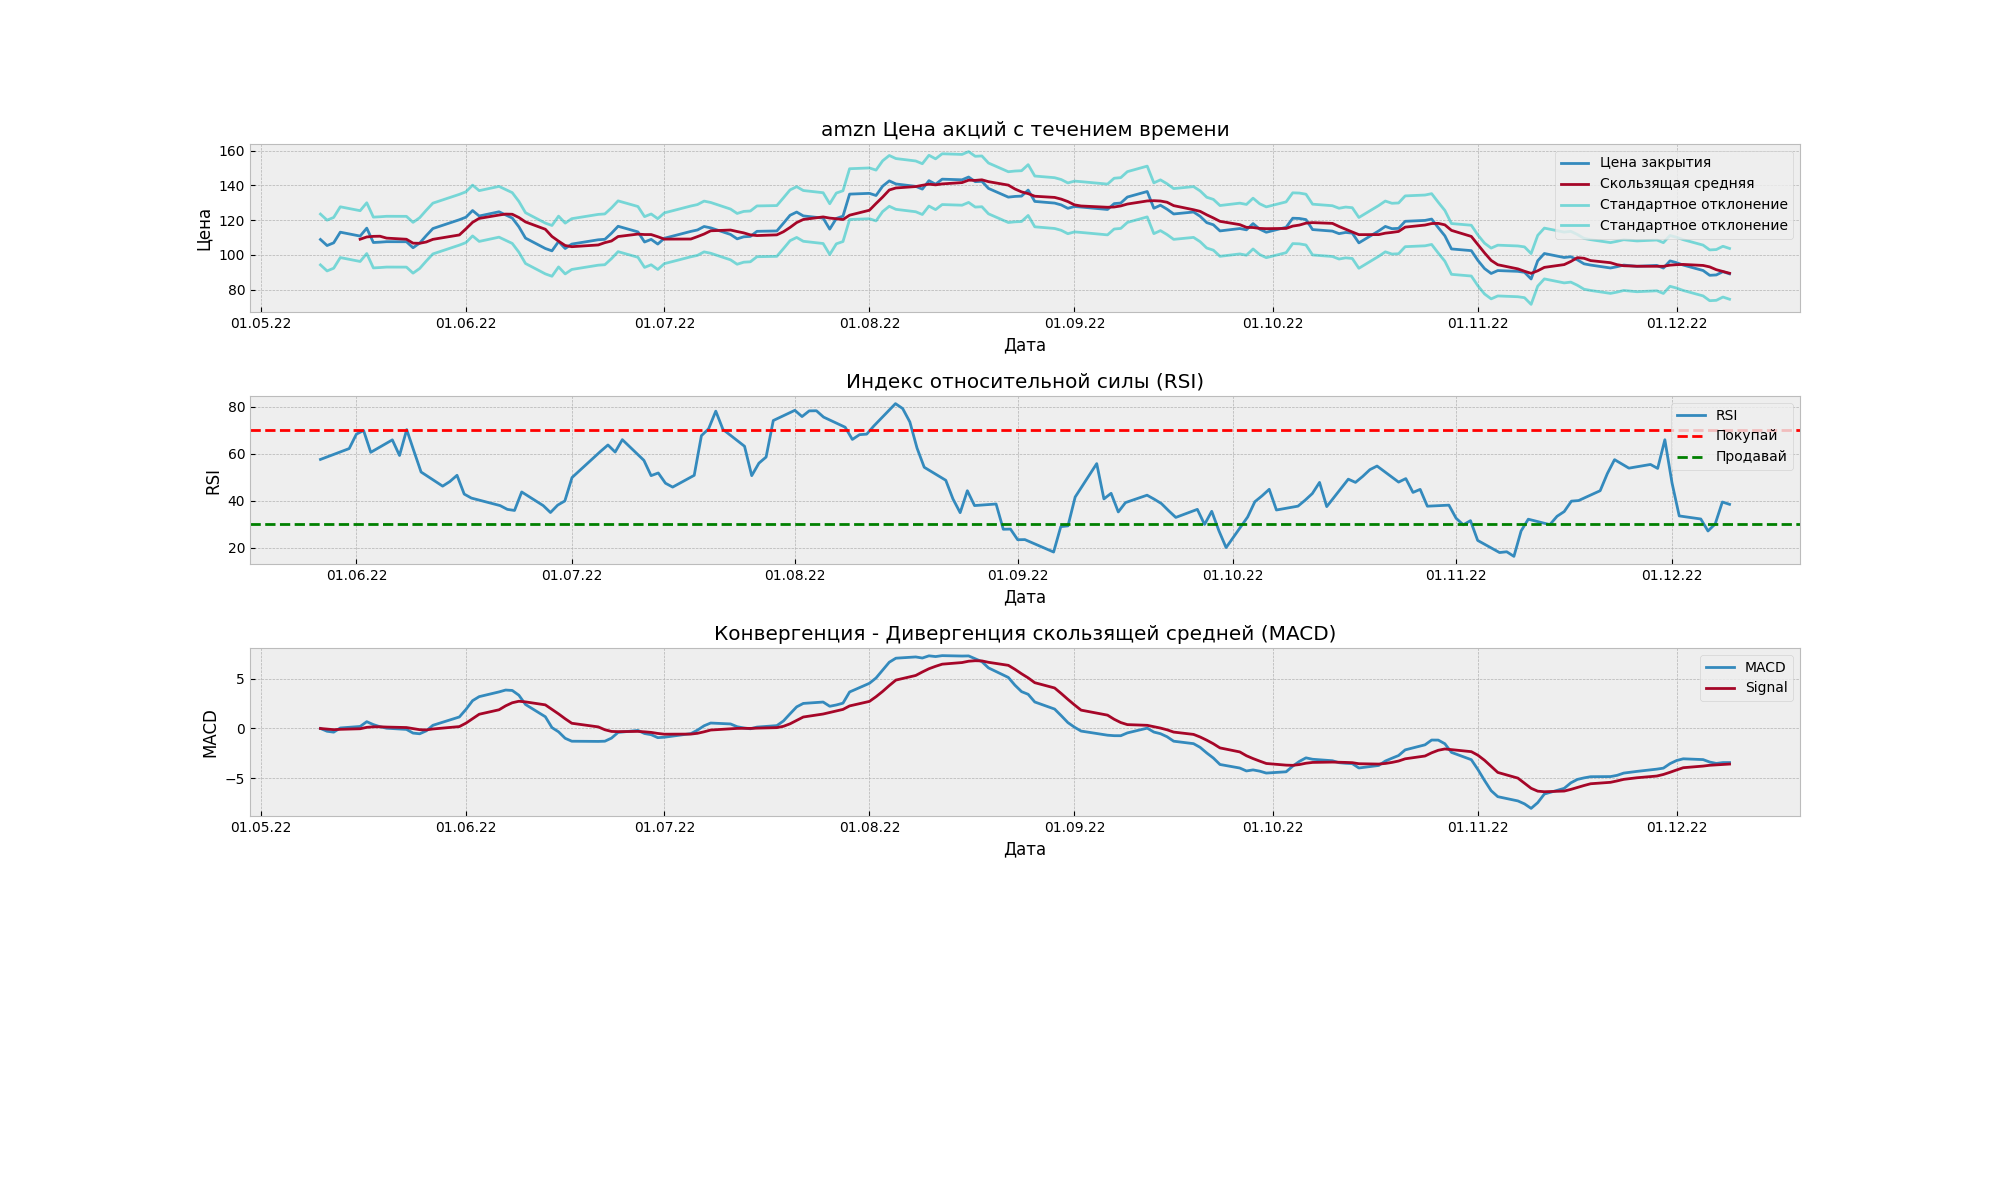 amzn Цена акций с течением времени
Цена
160
140
120
100
80
Цена закрытия
Скользящая средняя
Стандартное отклонение
Стандартное отклонение
01.05.22 01.06.22 01.07.22 01.08.22 01.09.22 01.10.22 01.11.22 01.12.22
Дата
Индекс относительной силы (RSI)
RSI
80
60
40
20
RSI
Покупай
Продавай
01.06.22 01.07.22 01.08.22 01.09.22 01.10.22 01.11.22 01.12.22
Дата
Конвергенция - Дивергенция скользящей средней (MACD)
MACD
5
0
−5
MACD
Signal
01.05.22 01.06.22 01.07.22 01.08.22 01.09.22 01.10.22 01.11.22 01.12.22
Дата